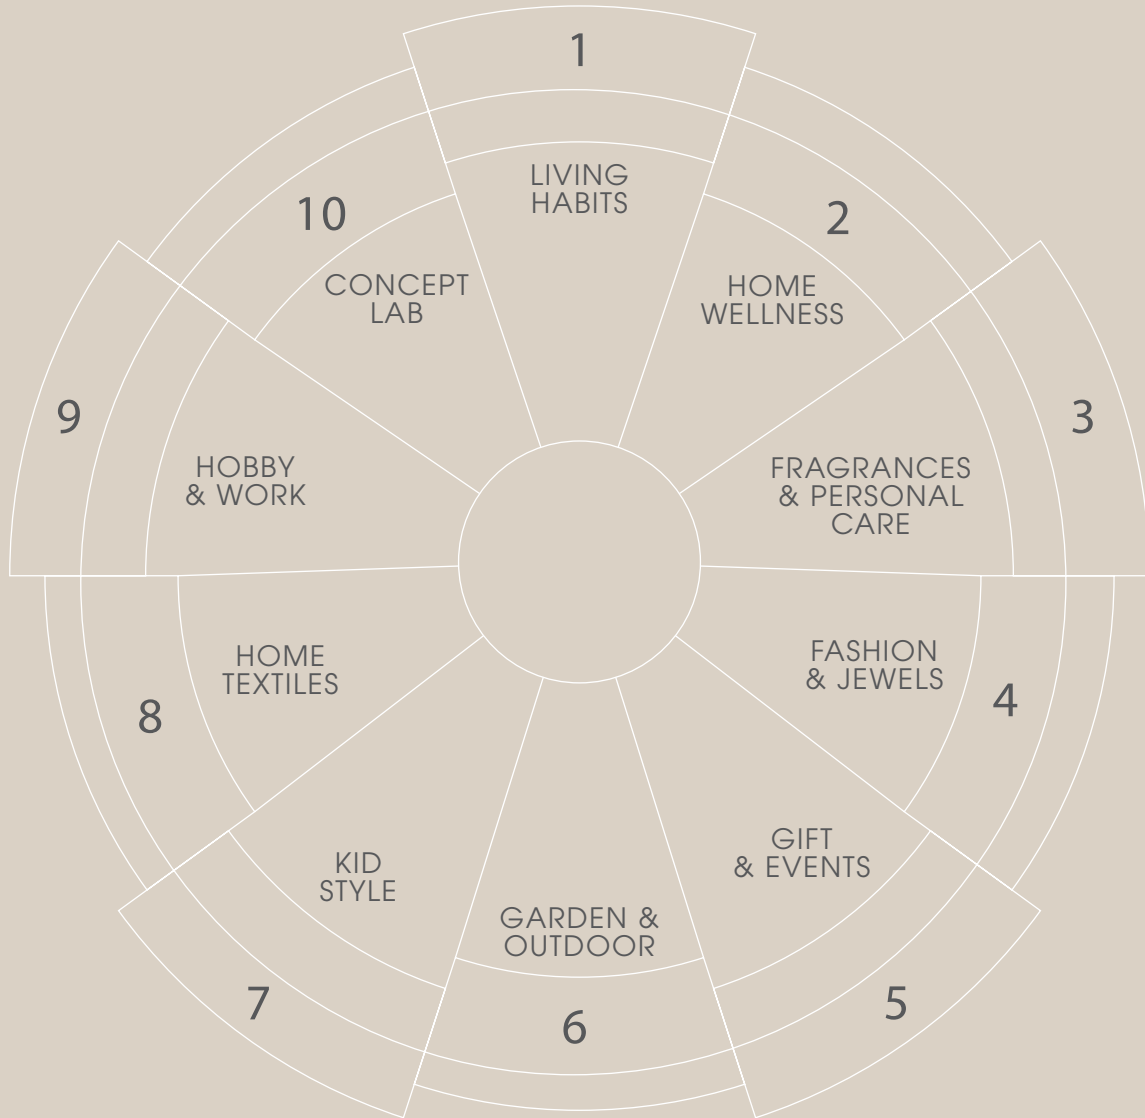 1
LIVING
HABITS
2
HOME
WELLNESS
3
FRAGRANCES
& PERSONAL
CARE
4
FASHION
& JEWELS
5
GIFT
& EVENTS
6
GARDEN &
OUTDOOR
7
KID
STYLE
8
HOME
TEXTILES
9
HOBBY
& WORK
10
CONCEPT
LAB